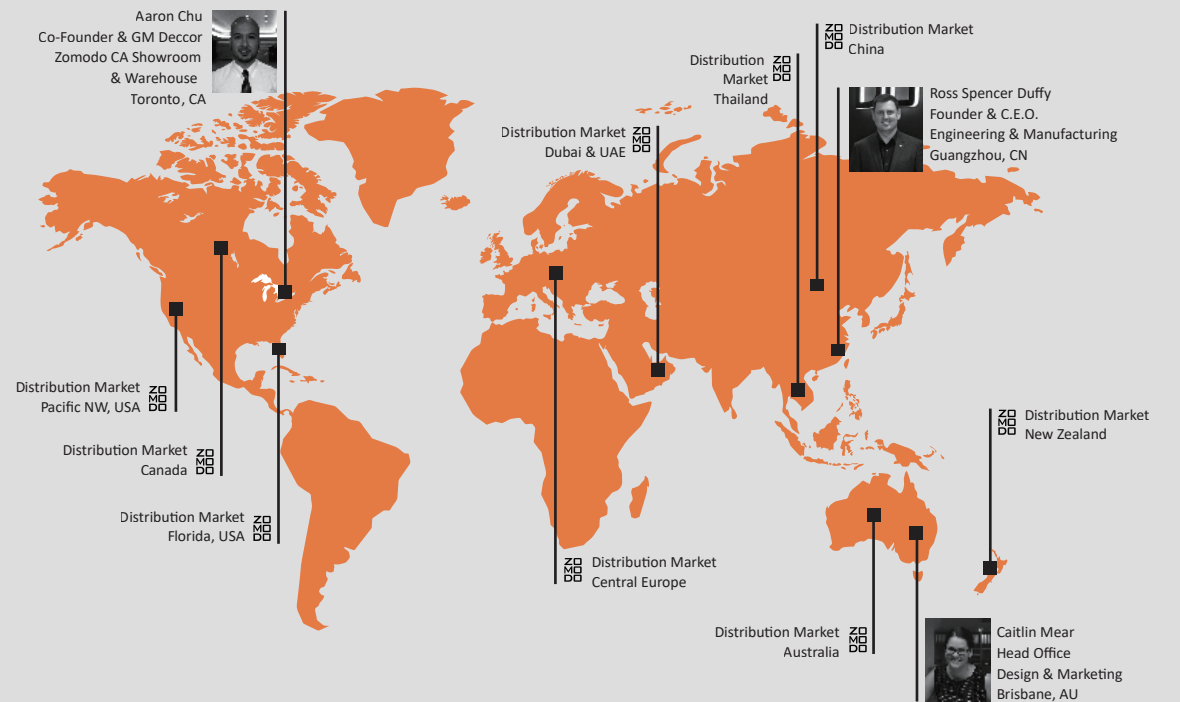 Aaron Chu
Co-Founder & GM Deccor
Zomodo CA Showroom
& Warehouse
Toronto, CA
Distribution Market
China
ZO
MO
DO
Distribution
Market
Thailand
ZO
MO
DO
Ross Spencer Duffy
Founder & C.E.O.
Engineering & Manufacturing
Guangzhou, CN
Distribution Market
Dubai & UAE
ZO
MO
DO
Distribution Market
Pacific NW, USA
ZO
MO
DO
Distribution Market
New Zealand
ZO
MO
DO
Distribution Market
Canada
ZO
MO
DO
Distribution Market
Florida, USA
ZO
MO
DO
Distribution Market
Central Europe
ZO
MO
DO
Distribution Market
Australia
ZO
MO
DO
Caitlin Mear
Head Office
Design & Marketing
Brisbane, AU